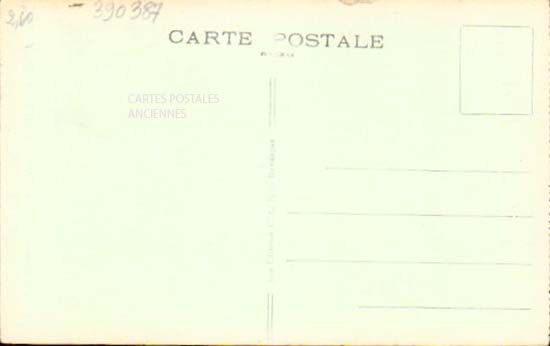 2,60
390387
CARTE POSTALE
CARTES POSTALES
ANCIENNES